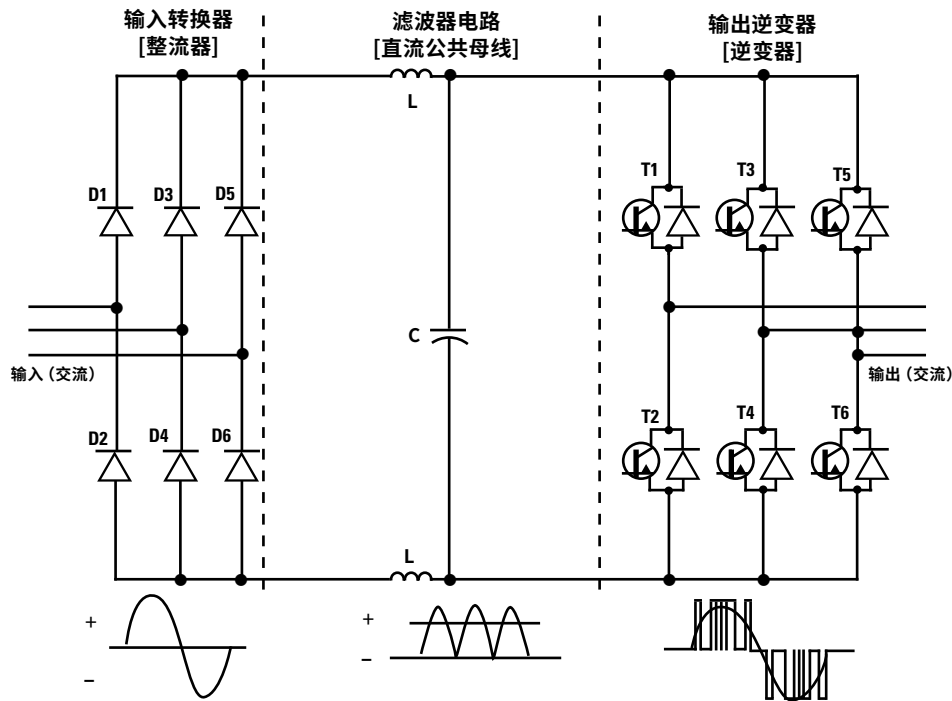 输入转换器
[整流器]
滤波器电路
[直流公共母线]
输出逆变器
[逆变器]
L
T1
T3
T5
D1
D3
D5
C
输入（交流）
输出（交流）
D2
D4
D6
T2
T4
T6
L
+
+
−
−